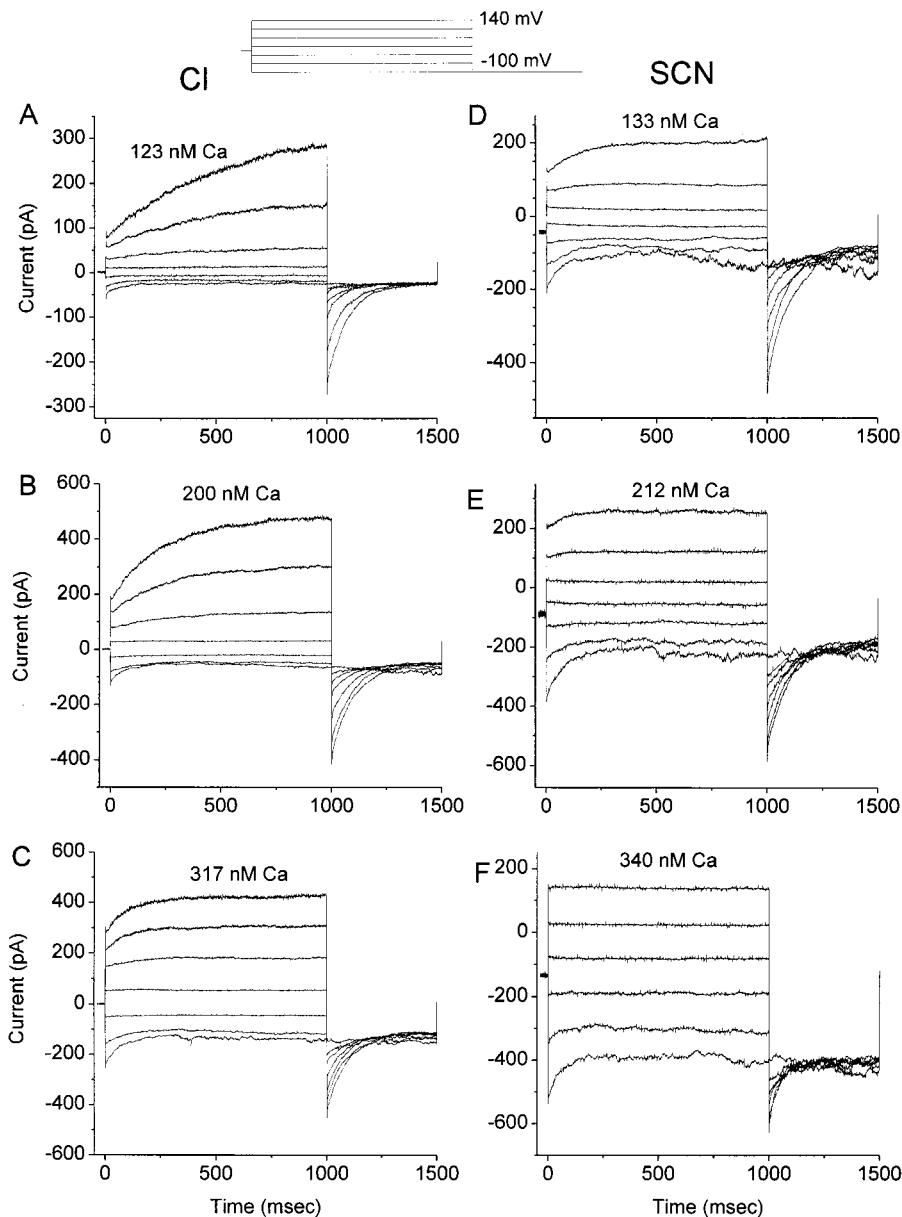 140 mV
-100 mV
Cl
SCN
A
123 nM Ca
300
200
100
0
-100
-200
-300
Current (pA)
0
500
1000
1500
D
133 nM Ca
200
0
-200
-400
0
500
1000
1500
B
200 nM Ca
600
400
200
0
-200
-400
Current (pA)
0
500
1000
1500
E
212 nM Ca
200
0
-200
-400
-600
0
500
1000
1500
C
317 nM Ca
600
400
200
0
-200
-400
-600
Current (pA)
0
500
1000
1500
Time (msec)
F
340 nM Ca
200
0
-200
-400
-600
0
500
1000
1500
Time (msec)